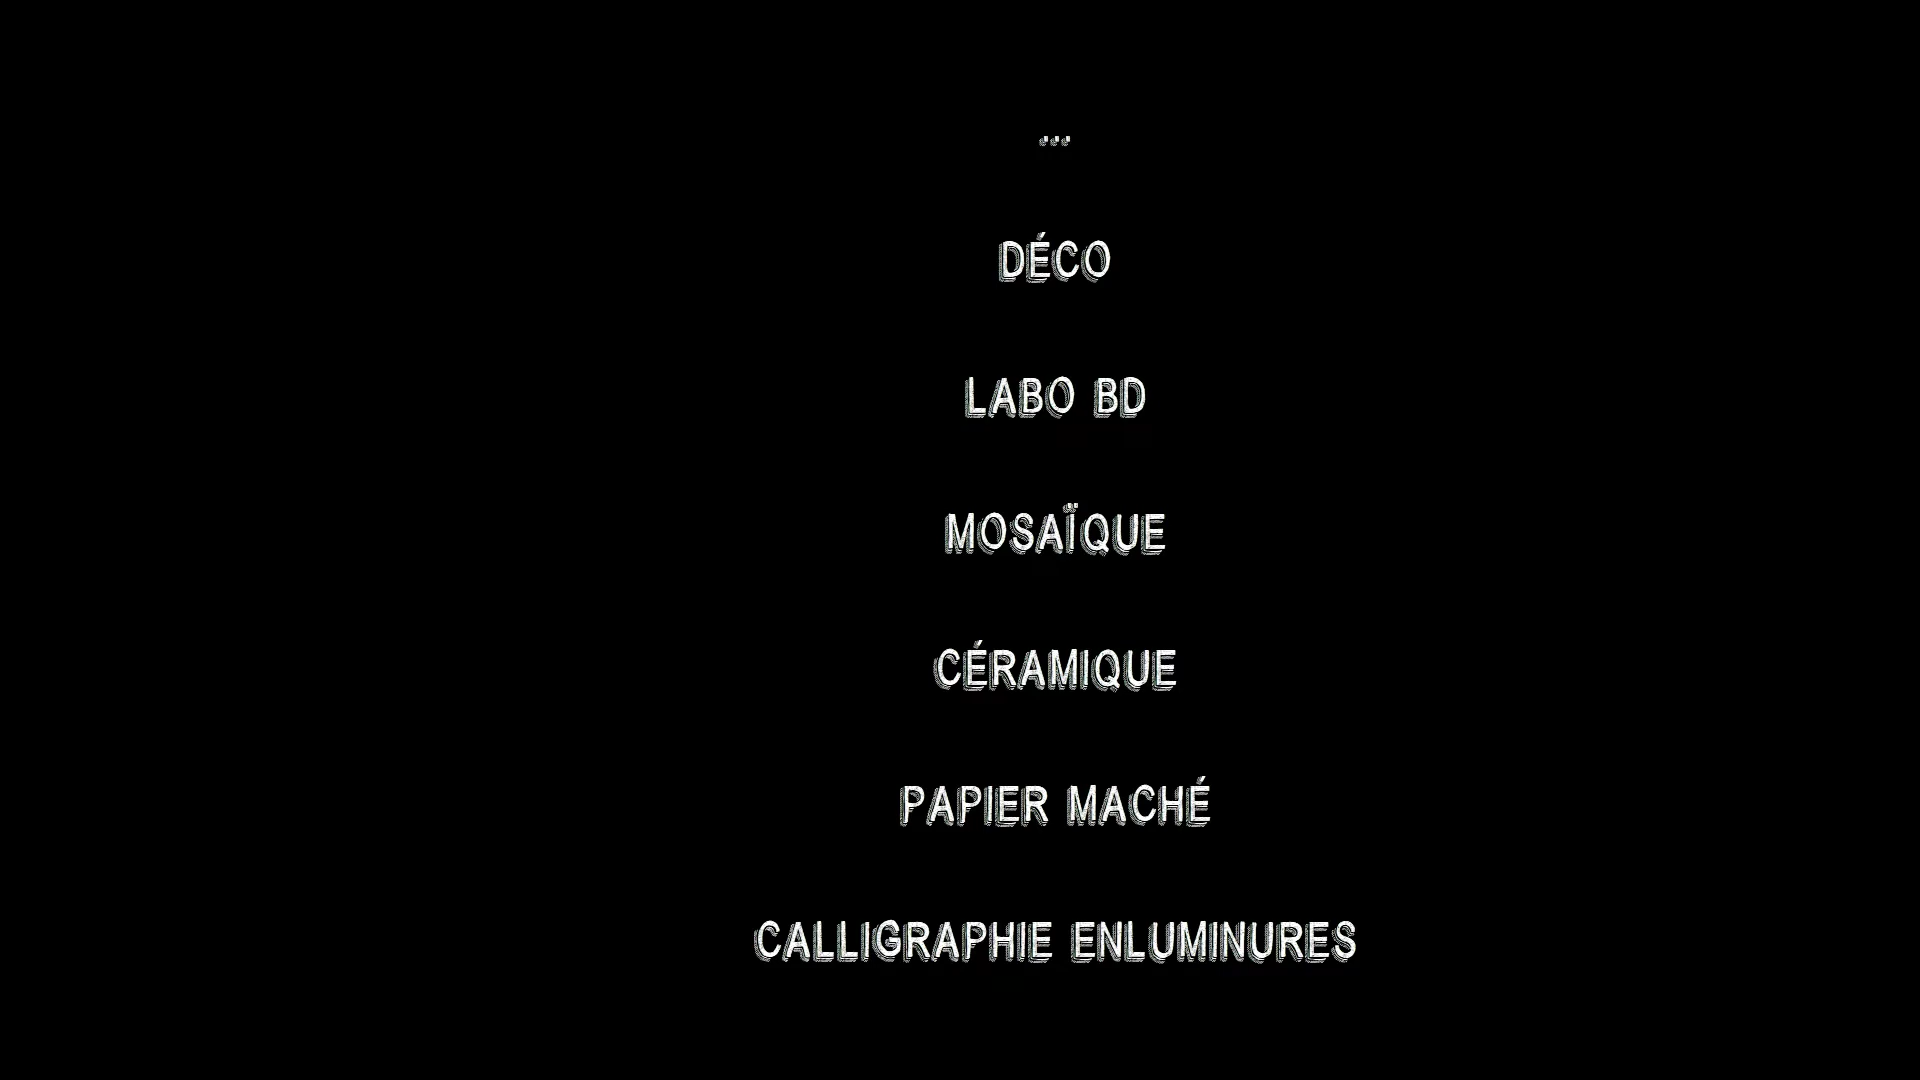 ...
DÉCO
LABO BD
MOSAÏQUE
CÉRAMIQUE
PAPIER MACHÉ
CALLIGRAPHIE ENLUMINURES